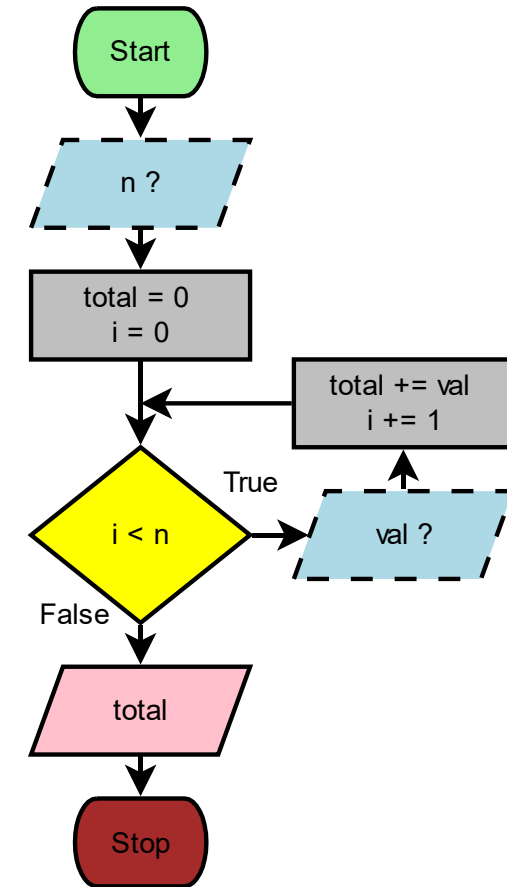 Start
n ?
total = 0
i = 0
total += val
i += 1
True
i < n
val ?
False
total
Stop